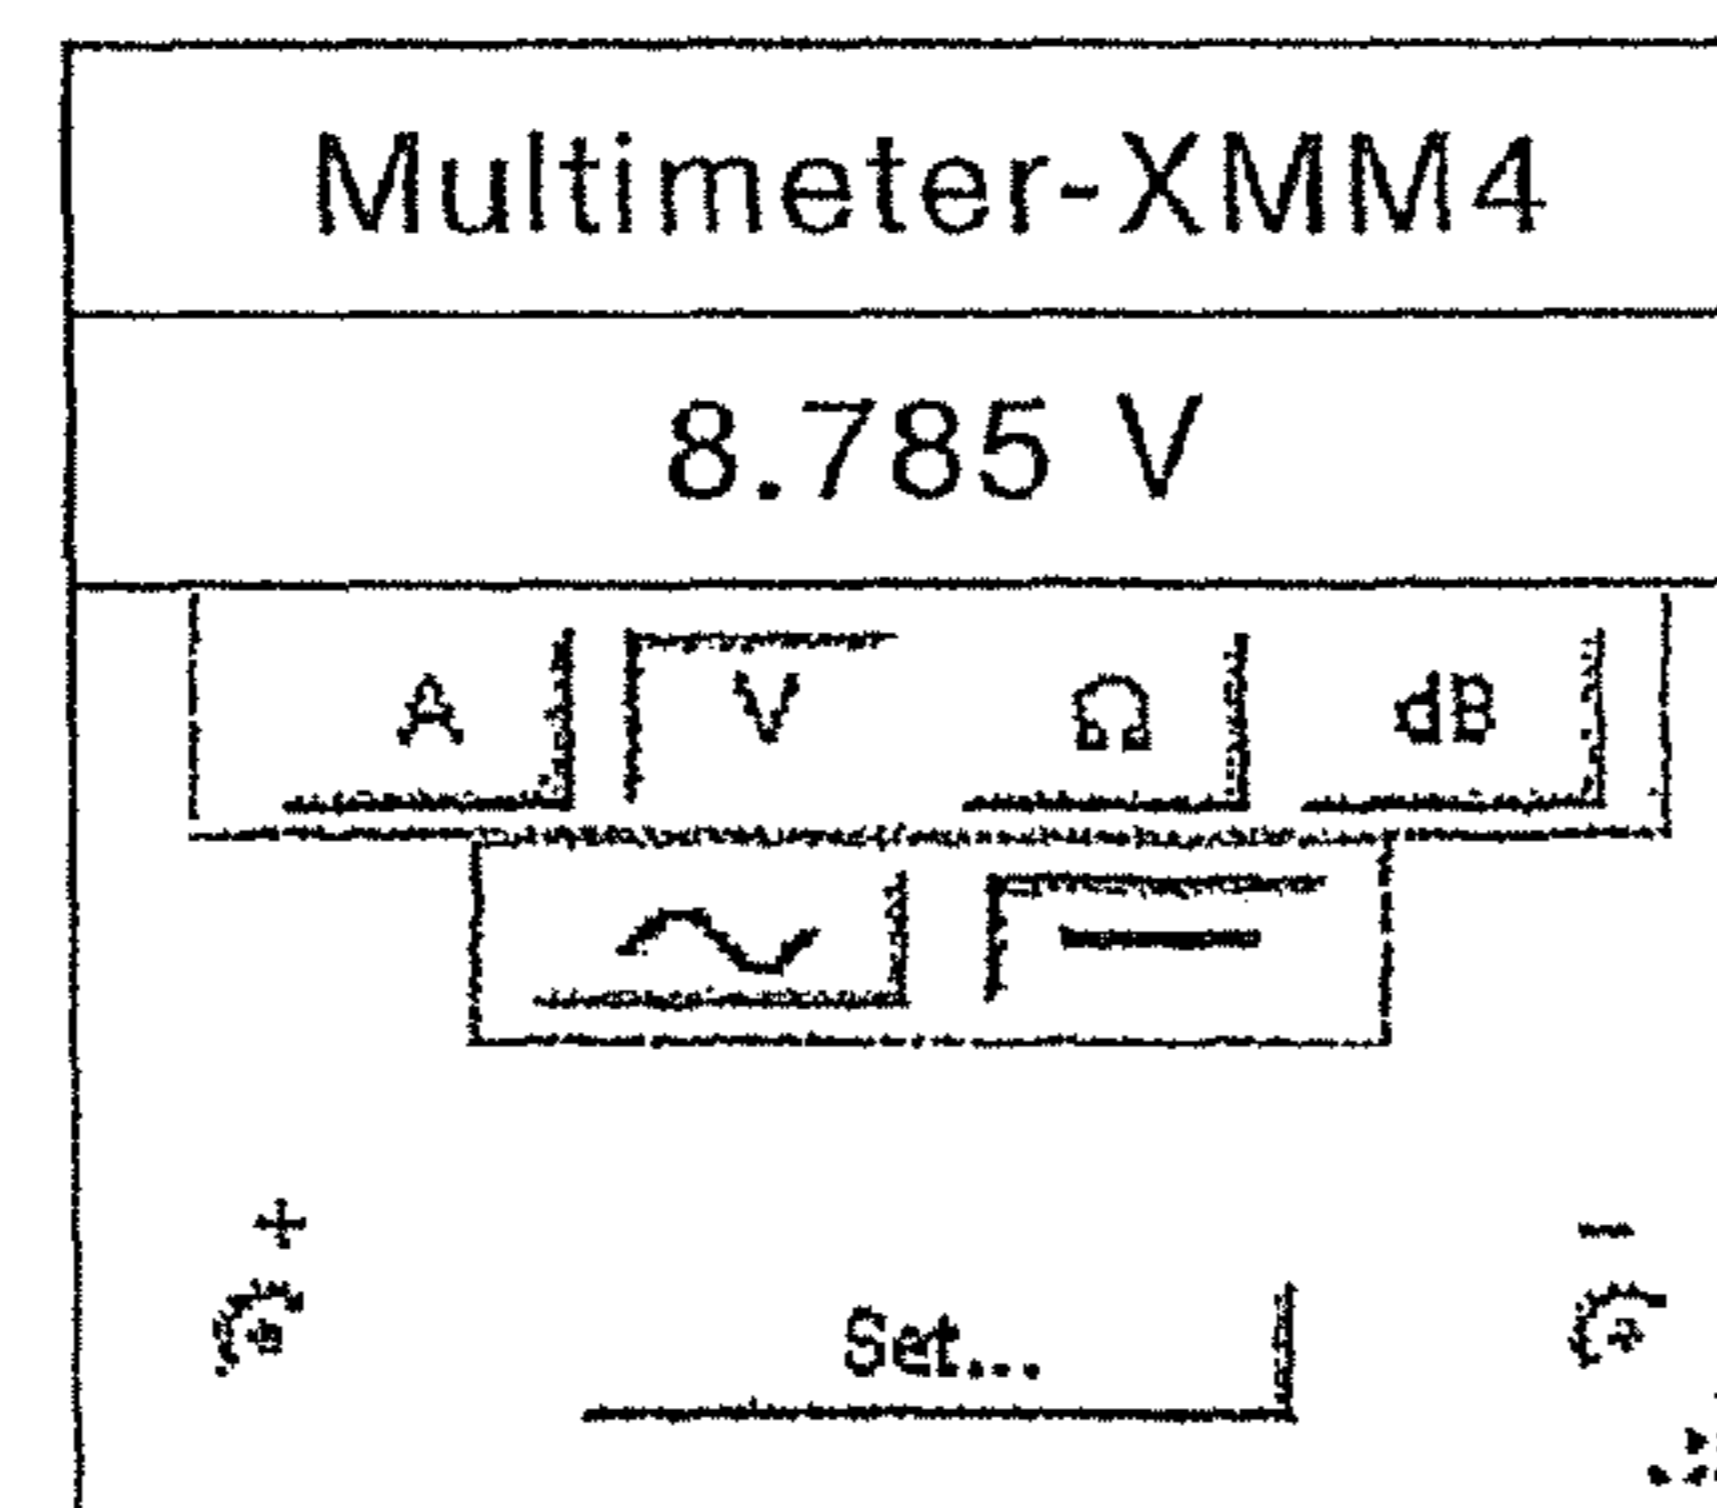 Multimeter-XMM4
8.785 V
A V Ω dB
+ −
Set...